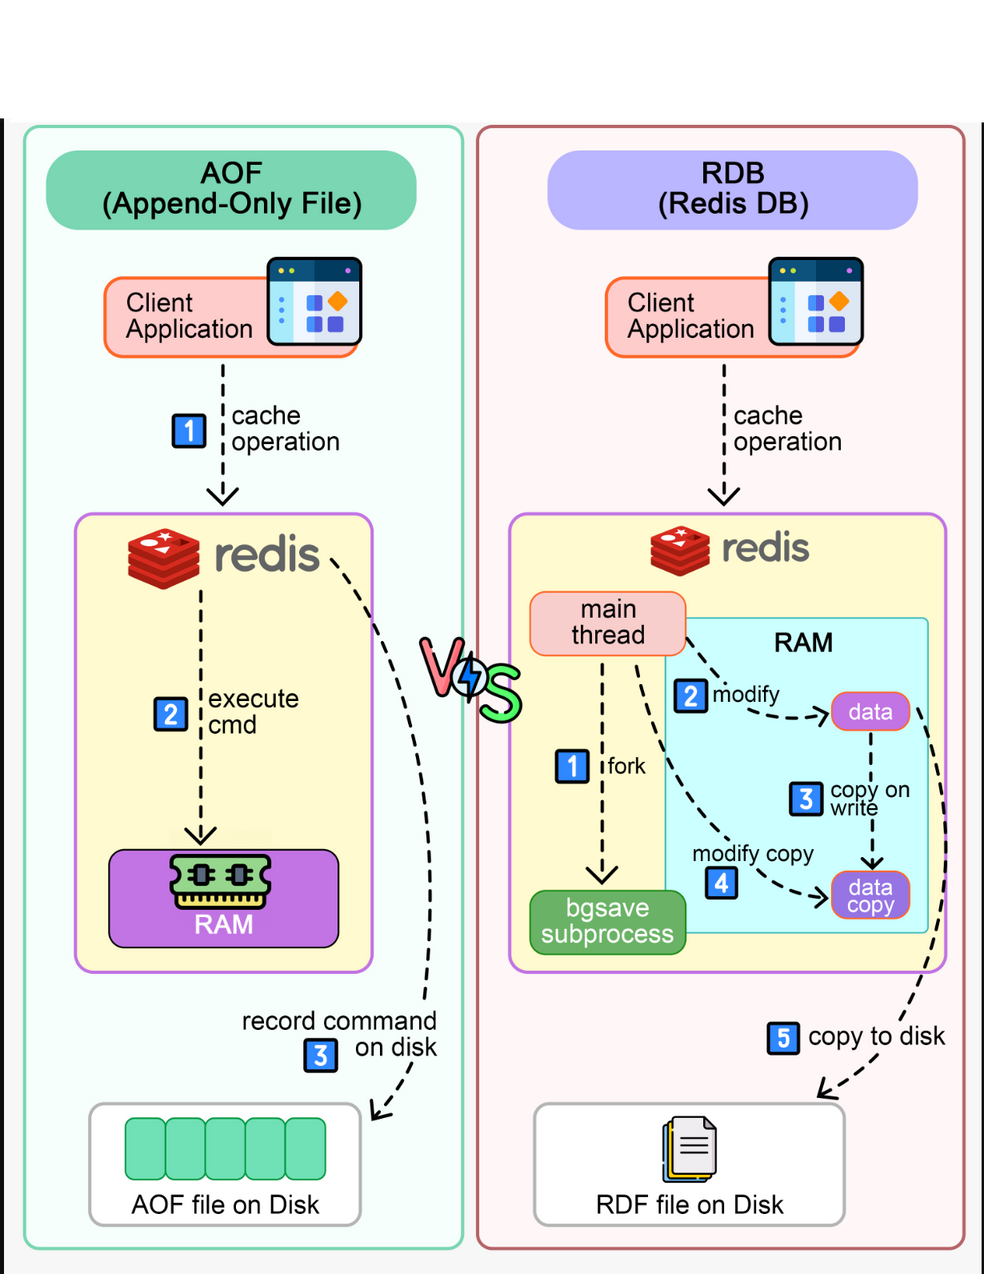 AOF
(Append-Only File)
Client
Application
1
cache
operation
redis
2
execute
cmd
RAM
record command
3
on disk
AOF file on Disk
VS
RDB
(Redis DB)
Client
Application
cache
operation
redis
main
thread
RAM
2
modify
data
1
fork
3
copy on
write
modify copy
4
data
copy
bgsave
subprocess
5
copy to disk
RDF file on Disk